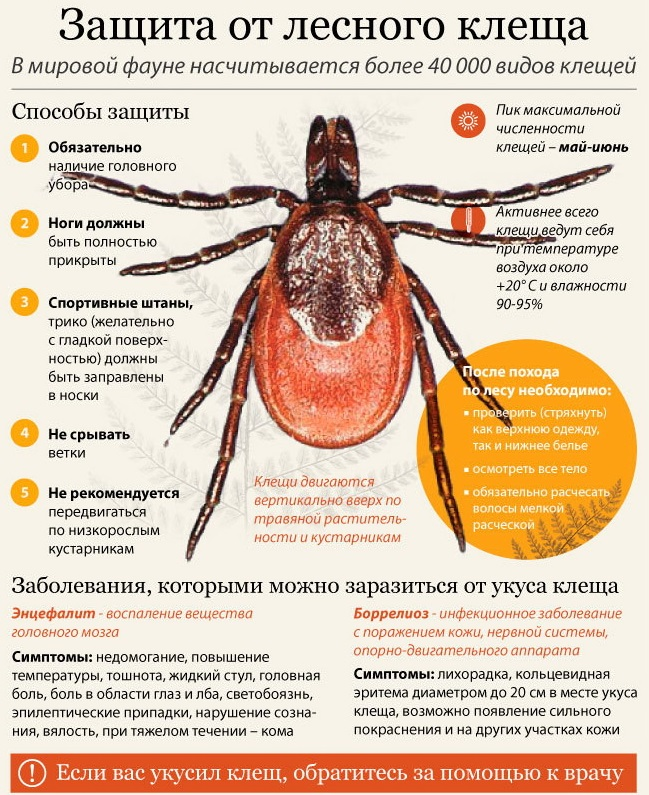 Защита от лесного клеща
В мировой фауне насчитывается более 40 000 видов клещей
Способы защиты
1 Обязательно
наличие головного
убора
2 Ноги должны
быть полностью
прикрыты
3 Спортивные штаны,
трико (желательно
с гладкой поверх-
ностью) должны
быть заправлены
в носки
4 Не срывать
ветки
5 Не рекомендуется
передвигаться
по низкорослым
кустарникам
Пик максимальной
численности
клещей – май-июнь
Активнее всего
клещи ведут себя
при температуре
воздуха около
+20° С и влажности
90-95%
После похода
по лесу необходимо:
▪ проверить (стряхнуть)
как верхнюю одежду,
так и нижнее белье
▪ осмотреть все тело
▪ обязательно расчесать
волосы мелкой
расческой
Клещи двигаются
вертикально вверх по
травяной раститель-
ности и кустарникам
Заболевания, которыми можно заразиться от укуса клеща
Энцефалит - воспаление вещества
головного мозга
Симптомы: недомогание, повышение
температуры, тошнота, жидкий стул, головная
боль, боль в области глаз и лба, светобоязнь,
эпилептические припадки, нарушение созна-
ния, вялость, при тяжелом течении – кома
Боррелиоз - инфекционное заболевание
с поражением кожи, нервной системы,
опорно-двигательного аппарата
Симптомы: лихорадка, кольцевидная
эритема диаметром до 20 см в месте укуса
клеща, возможно появление сильного
покраснения и на других участках кожи
! Если вас укусил клещ, обратитесь за помощью к врачу